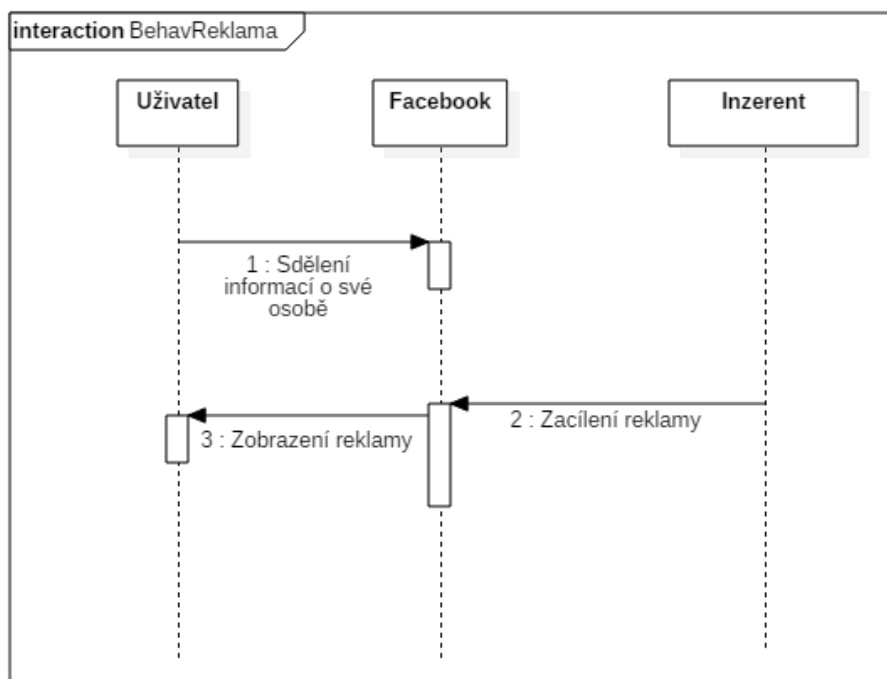 interaction BehavReklama
Uživatel
Facebook
Inzerent
1 : Sdělení
informací o své
osobě
2 : Zacílení reklamy
3 : Zobrazení reklamy